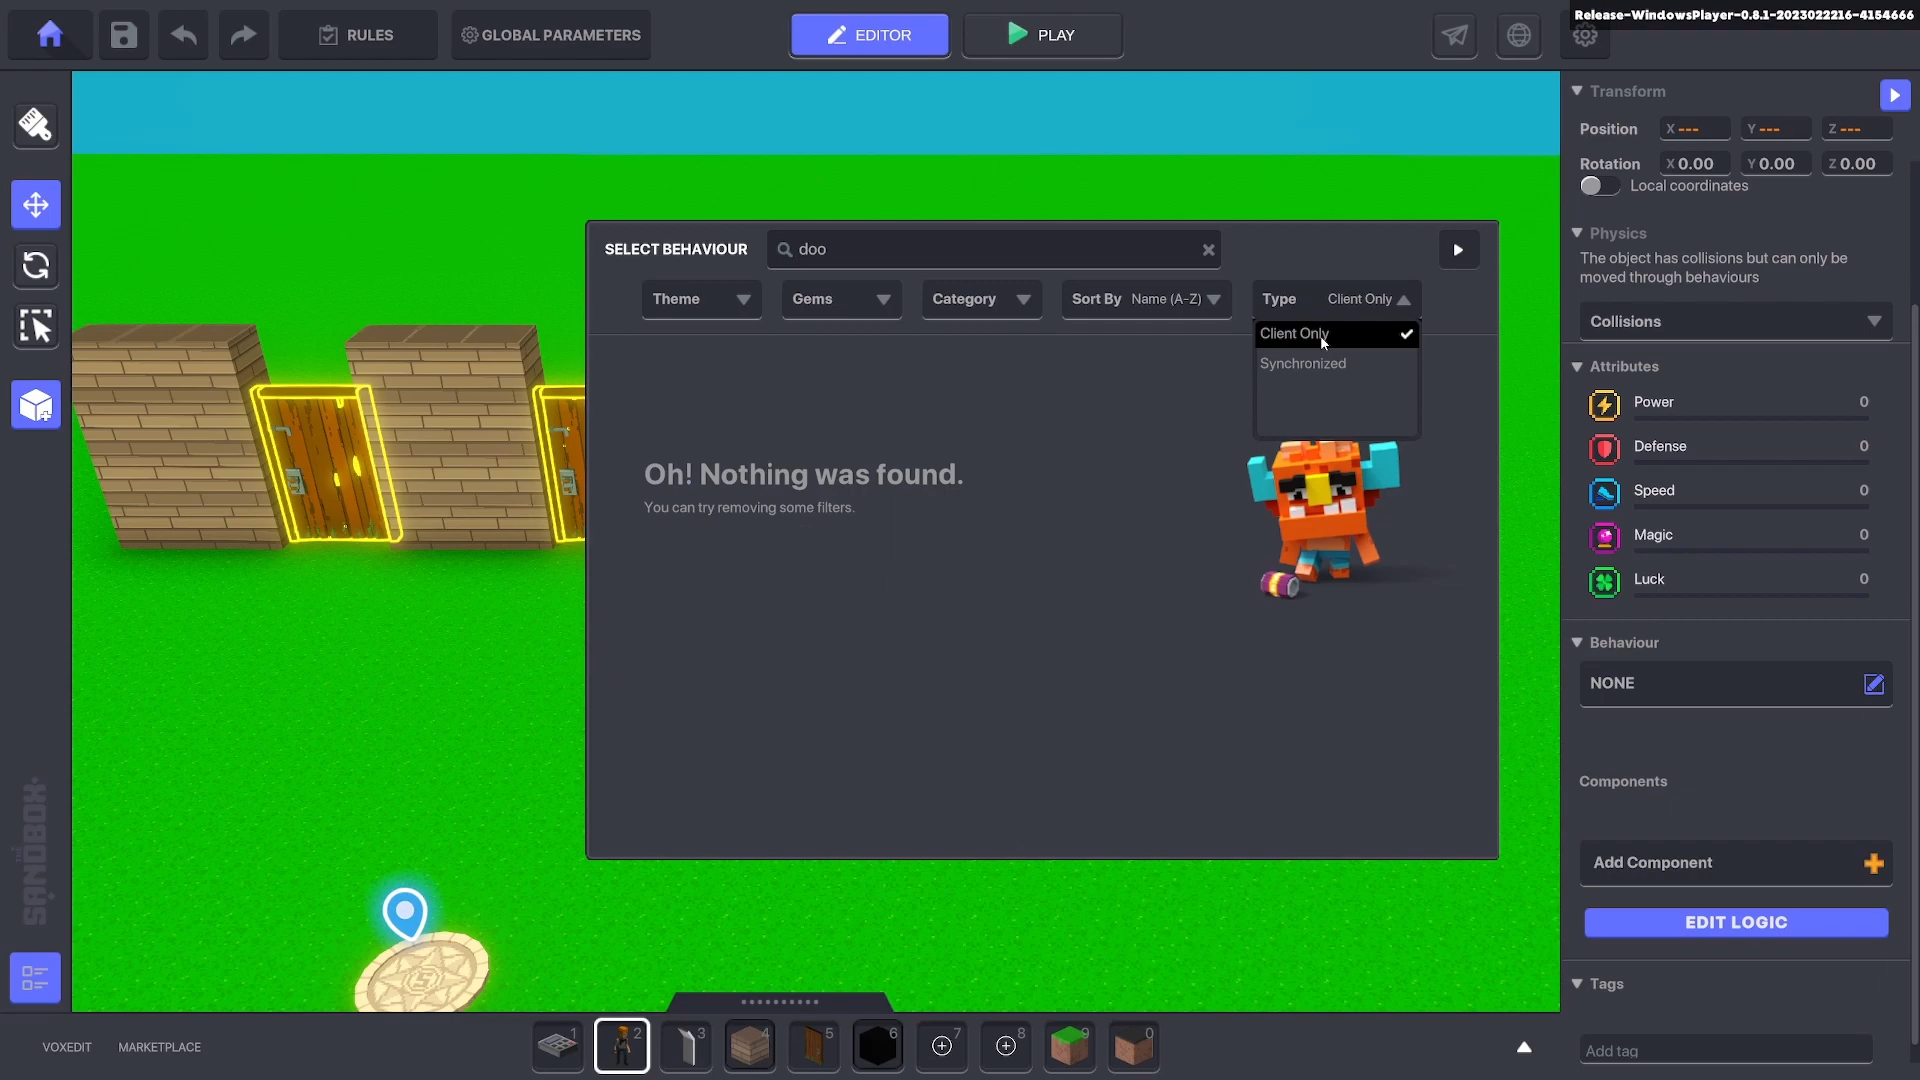 Release-WindowsPlayer-0.8.1-2023022216-4154666
RULES
GLOBAL PARAMETERS
EDITOR
PLAY
Transform
Position X --- Y --- Z ---
Rotation X 0.00 Y 0.00 Z 0.00
Local coordinates
Physics
The object has collisions but can only be
moved through behaviours
Collisions
Attributes
Power 0
Defense 0
Speed 0
Magic 0
Luck 0
Behaviour
NONE
Components
Add Component
EDIT LOGIC
Tags
Add tag
SELECT BEHAVIOUR
doo
Theme
Gems
Category
Sort By Name (A-Z)
Type Client Only
Client Only
Synchronized
Oh! Nothing was found.
You can try removing some filters.
THE SANDBOX
VOXEDIT
MARKETPLACE
1
2
3
4
5
6
7
8
9
0